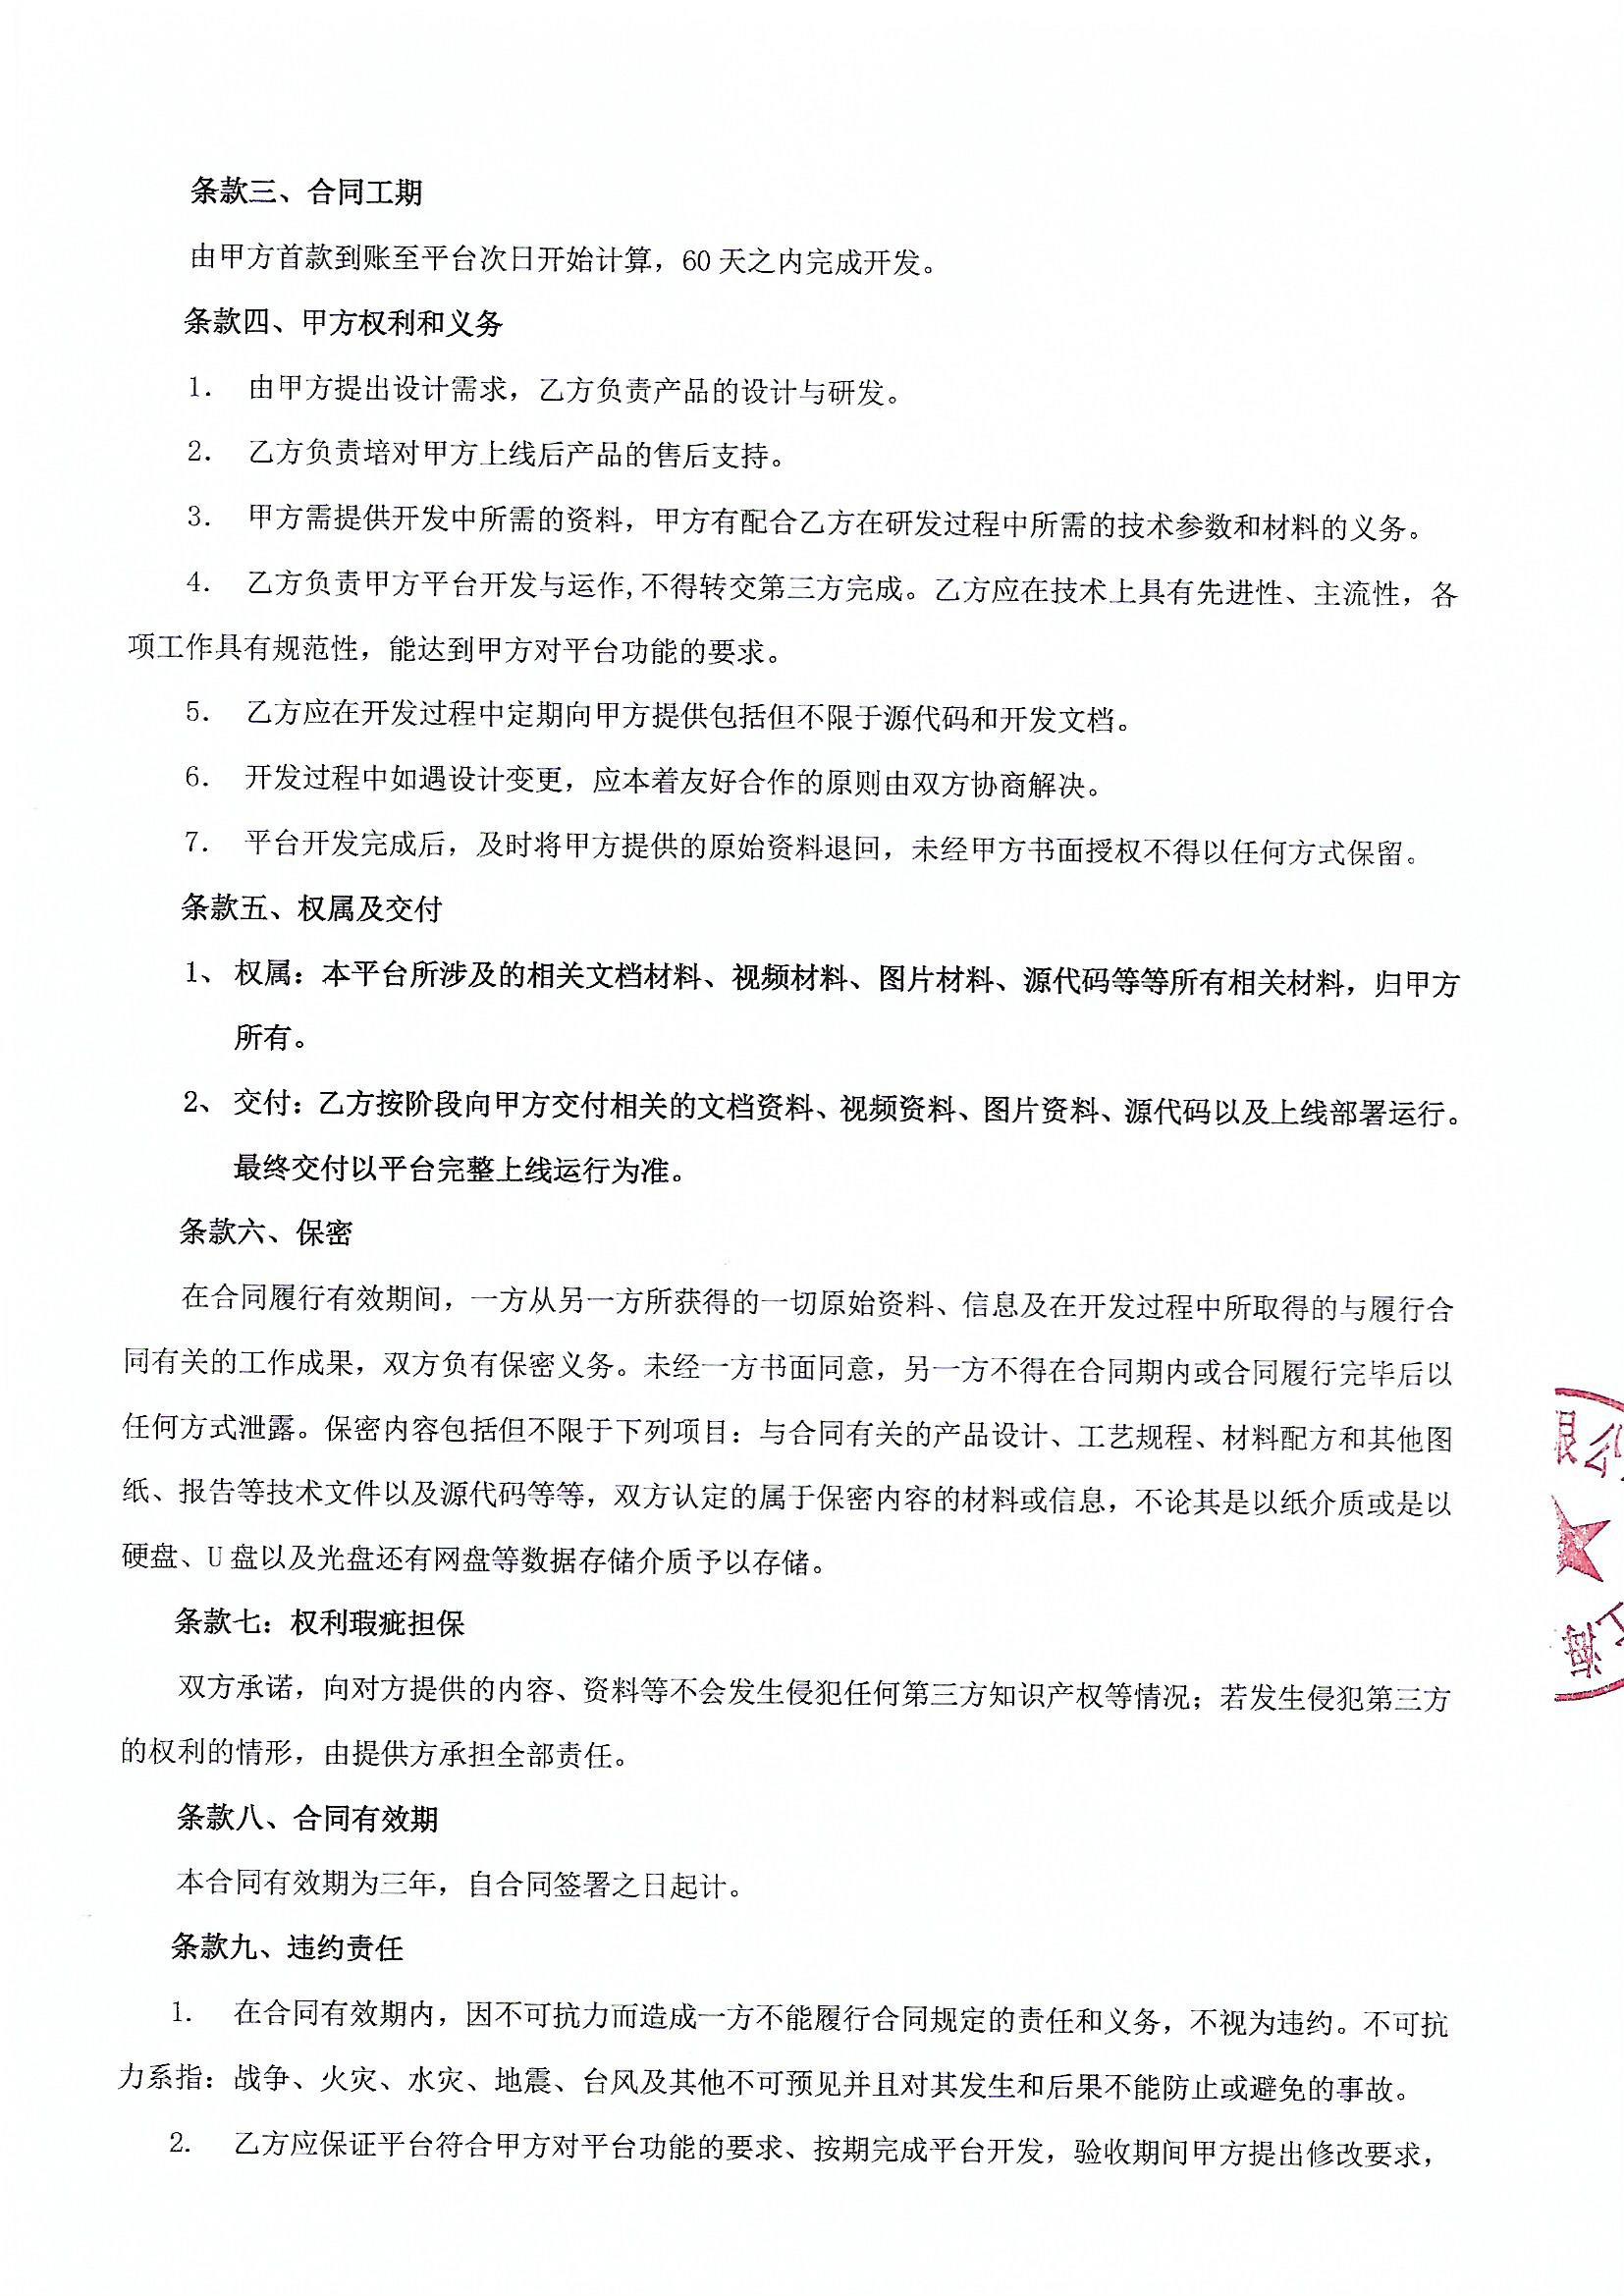 条款三、合同工期
由甲方首款到账至平台次日开始计算，60天之内完成开发。
条款四、甲方权利和义务
1. 由甲方提出设计需求，乙方负责产品的设计与研发。
2. 乙方负责培对甲方上线后产品的售后支持。
3. 甲方需提供开发中所需的资料，甲方有配合乙方在研发过程中所需的技术参数和材料的义务。
4. 乙方负责甲方平台开发与运作,不得转交第三方完成。乙方应在技术上具有先进性、主流性，各
项工作具有规范性，能达到甲方对平台功能的要求。
5. 乙方应在开发过程中定期向甲方提供包括但不限于源代码和开发文档。
6. 开发过程中如遇设计变更，应本着友好合作的原则由双方协商解决。
7. 平台开发完成后，及时将甲方提供的原始资料退回，未经甲方书面授权不得以任何方式保留。
条款五、权属及交付
1、 权属：本平台所涉及的相关文档材料、视频材料、图片材料、源代码等等所有相关材料，归甲方
所有。
2、 交付：乙方按阶段向甲方交付相关的文档资料、视频资料、图片资料、源代码以及上线部署运行。
最终交付以平台完整上线运行为准。
条款六、保密
在合同履行有效期间，一方从另一方所获得的一切原始资料、信息及在开发过程中所取得的与履行合
同有关的工作成果，双方负有保密义务。未经一方书面同意，另一方不得在合同期内或合同履行完毕后以
任何方式泄露。保密内容包括但不限于下列项目：与合同有关的产品设计、工艺规程、材料配方和其他图
纸、报告等技术文件以及源代码等等，双方认定的属于保密内容的材料或信息，不论其是以纸介质或是以
硬盘、U盘以及光盘还有网盘等数据存储介质予以存储。
条款七：权利瑕疵担保
双方承诺，向对方提供的内容、资料等不会发生侵犯任何第三方知识产权等情况；若发生侵犯第三方
的权利的情形，由提供方承担全部责任。
条款八、合同有效期
本合同有效期为三年，自合同签署之日起计。
条款九、违约责任
1. 在合同有效期内，因不可抗力而造成一方不能履行合同规定的责任和义务，不视为违约。不可抗
力系指：战争、火灾、水灾、地震、台风及其他不可预见并且对其发生和后果不能防止或避免的事故。
2. 乙方应保证平台符合甲方对平台功能的要求、按期完成平台开发，验收期间甲方提出修改要求，